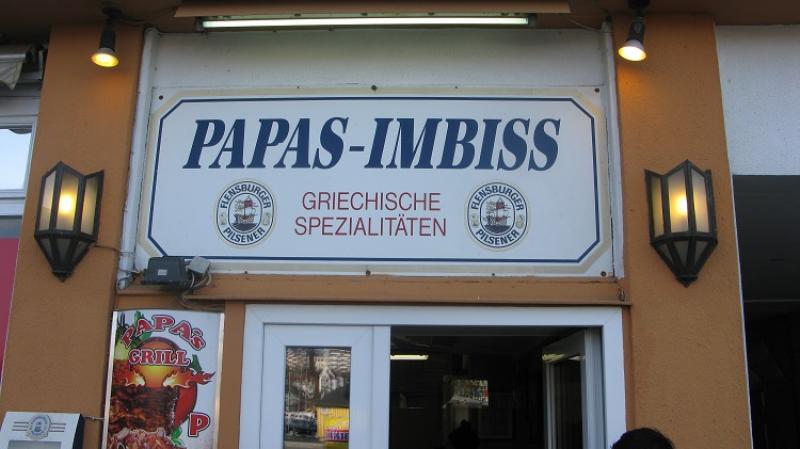 PAPAS-IMBISS
FLENSBURGER
PILSENER
GRIECHISCHE
SPEZIALITÄTEN
FLENSBURGER
PILSENER
PAPA'S
GRILL
P